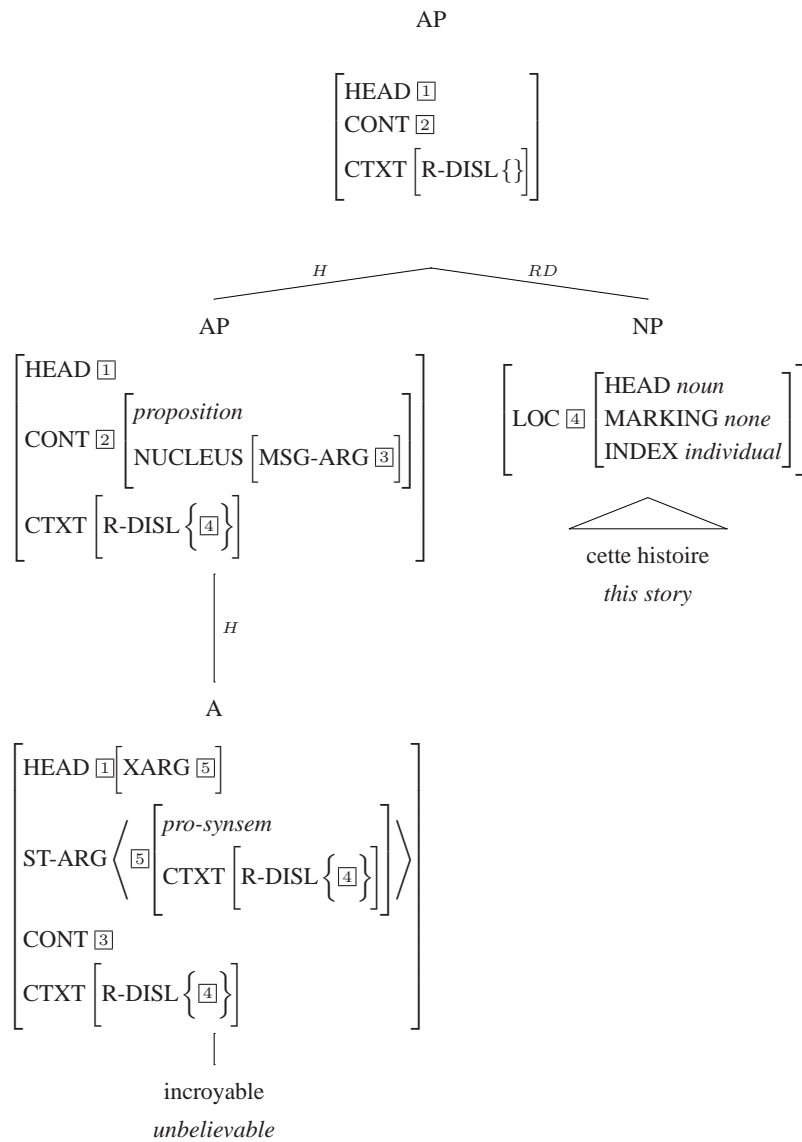 AP
HEAD 1
CONT 2
CTXT [R-DISL {}]
H RD
AP NP
HEAD 1
CONT 2 [proposition
NUCLEUS [MSG-ARG 3]]
CTXT [R-DISL {4}]
LOC 4 [HEAD noun
MARKING none
INDEX individual]
cette histoire
this story
H
A
HEAD 1[XARG 5]
ST-ARG ⟨ 5[pro-synsem
CTXT [R-DISL {4}]]⟩
CONT 3
CTXT [R-DISL {4}]
incroyable
unbelievable